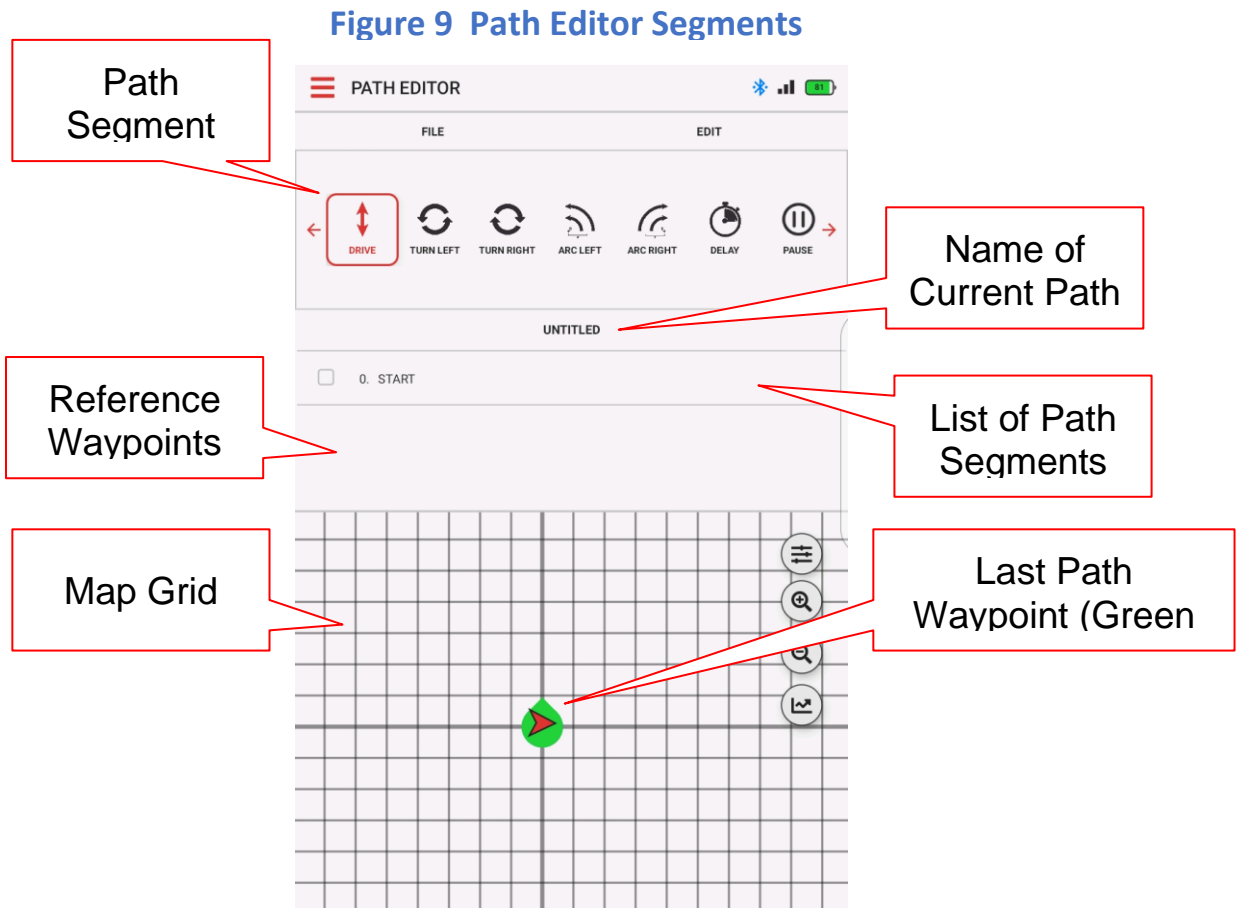 Figure 9 Path Editor Segments
Path
Segment
PATH EDITOR
81
FILE
EDIT
DRIVE
TURN LEFT
TURN RIGHT
ARC LEFT
ARC RIGHT
DELAY
PAUSE
Name of
Current Path
UNTITLED
0. START
Reference
Waypoints
List of Path
Segments
Map Grid
Last Path
Waypoint (Green